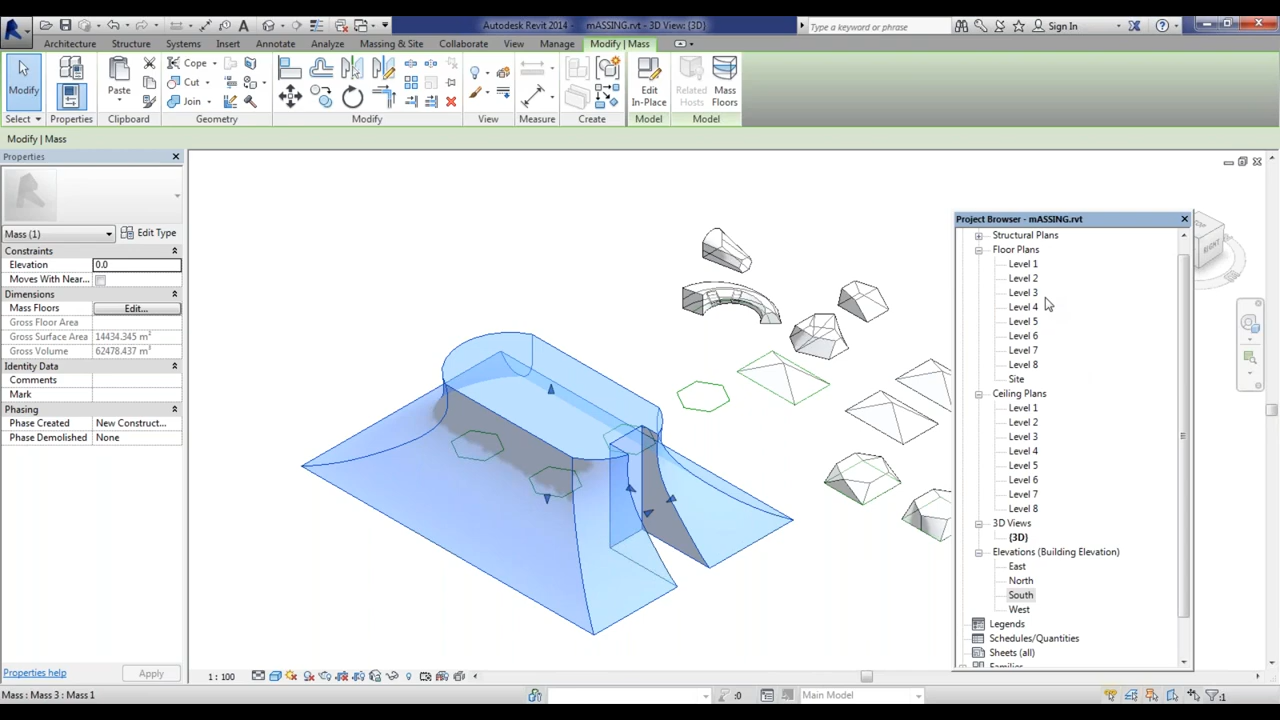 Autodesk Revit 2014 - mASSING.rvt - 3D View: {3D}
Type a keyword or phrase
Sign In
Architecture Structure Systems Insert Annotate Analyze Massing & Site Collaborate View Manage Modify | Mass
Modify
Properties
Paste
Cope
Cut
Join
Edit
In-Place
Related
Hosts
Mass
Floors
Select Properties Clipboard Geometry Modify View Measure Create Model Model
Modify | Mass
Properties
Mass (1)
Edit Type
Constraints
Elevation 0.0
Moves With Near...
Dimensions
Mass Floors Edit...
Gross Floor Area
Gross Surface Area 14434.345 m²
Gross Volume 62478.437 m³
Identity Data
Comments
Mark
Phasing
Phase Created New Construct...
Phase Demolished None
Properties help
Apply
Project Browser - mASSING.rvt
Structural Plans
Floor Plans
Level 1
Level 2
Level 3
Level 4
Level 5
Level 6
Level 7
Level 8
Site
Ceiling Plans
Level 1
Level 2
Level 3
Level 4
Level 5
Level 6
Level 7
Level 8
3D Views
{3D}
Elevations (Building Elevation)
East
North
South
West
Legends
Schedules/Quantities
Sheets (all)
Families
RIGHT
1 : 100
Mass : Mass 3 : Mass 1
:0
Main Model
:1